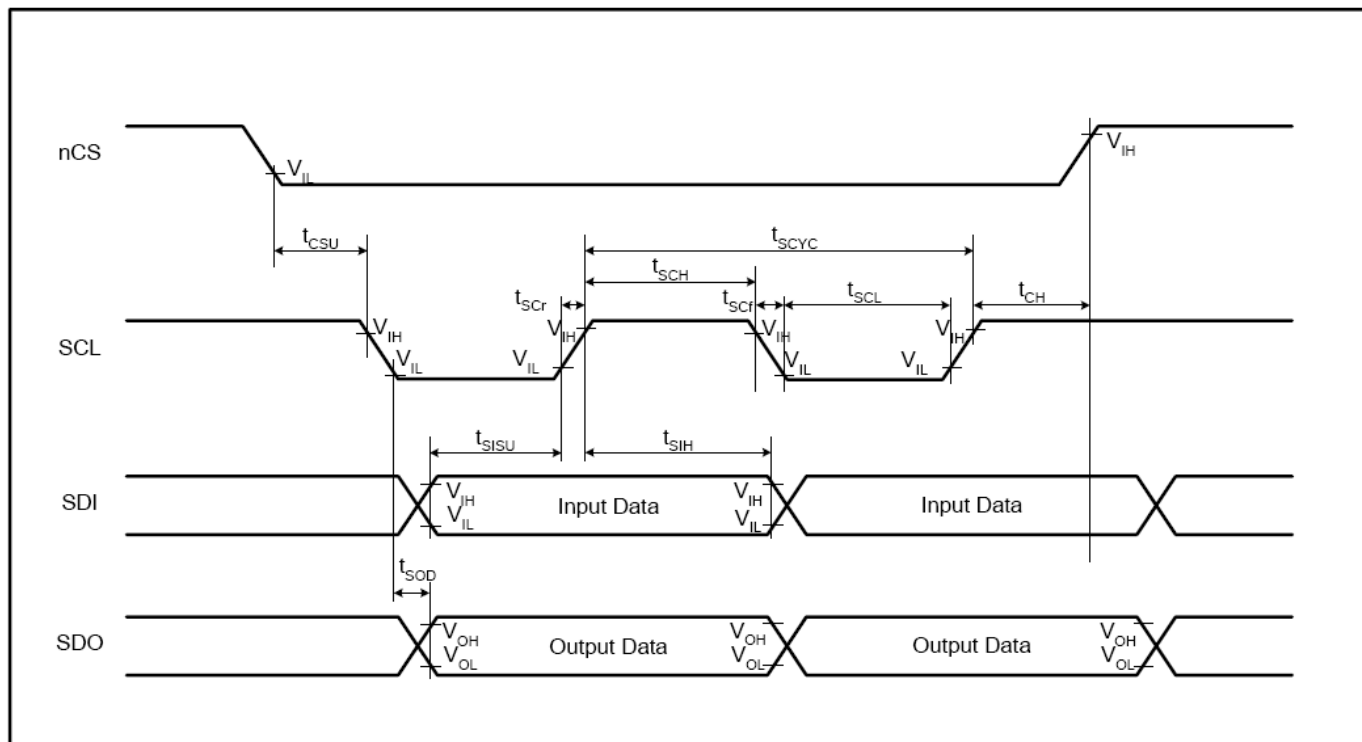 nCS
V_IL
V_IH
t_CSU
t_SCYC
t_SCH
t_SCr
t_SCf
t_SCL
t_CH
SCL
V_IH
V_IL
V_IH
V_IL
V_IH
V_IL
V_IH
V_IL
t_SISU
t_SIH
SDI
V_IH
V_IL
Input Data
V_IH
V_IL
Input Data
t_SOD
SDO
V_OH
V_OL
Output Data
V_OH
V_OL
Output Data
V_OH
V_OL